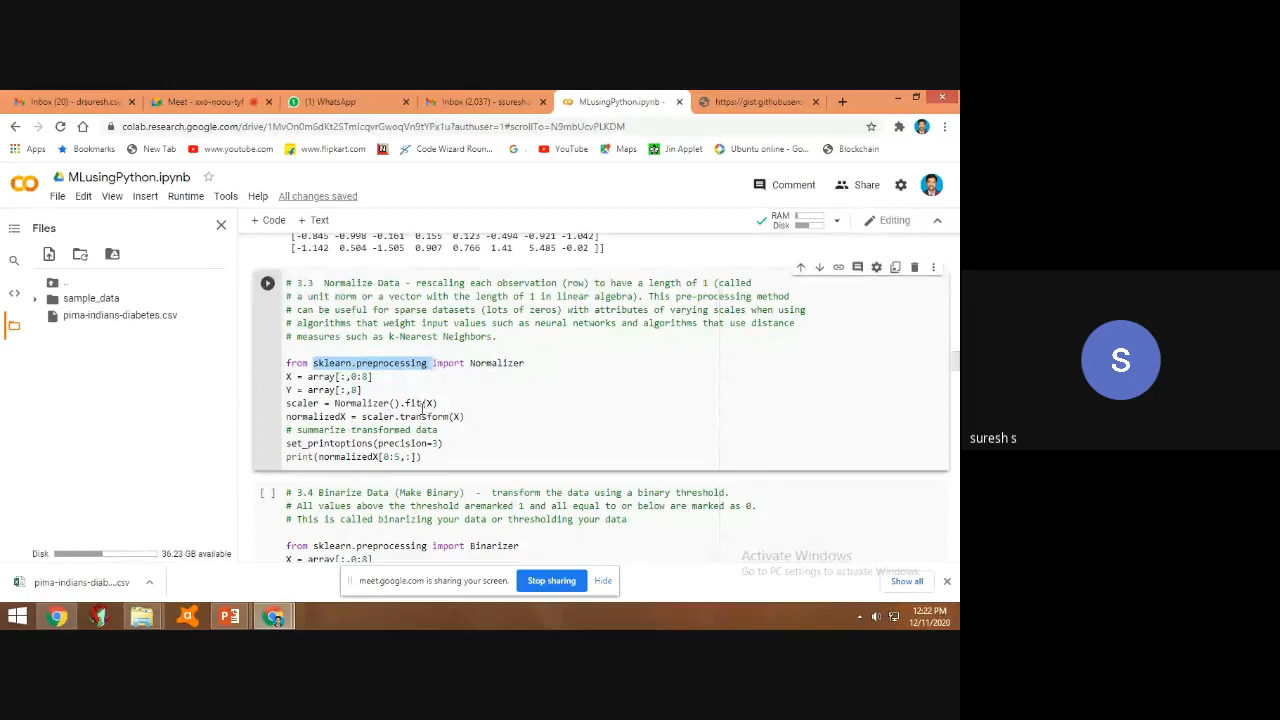 Inbox (20) - drsuresh.cs
Meet - xxo-noou-tyf
(1) WhatsApp
Inbox (2,037) - ssuresh
MLusingPython.ipynb -
https://gist.githubuserc
colab.research.google.com/drive/1MvOn0m6dKt2STmIcqvrGwoqVn9tYPx1u?authuser=1#scrollTo=N9mbUcvPLKDM
Apps
Bookmarks
New Tab
www.youtube.com
www.flipkart.com
Code Wizard Roun...
YouTube
Maps
Jin Applet
Ubuntu online - Go...
Blockchain
MLusingPython.ipynb
Comment
Share
File Edit View Insert Runtime Tools Help All changes saved
Files
+ Code + Text
RAM
Disk
Editing
..
sample_data
pima-indians-diabetes.csv
[-0.845 -0.998 -0.161 0.155 0.123 -0.494 -0.921 -1.042]
[-1.142 0.504 -1.505 0.907 0.766 1.41 5.485 -0.02 ]]
# 3.3 Normalize Data - rescaling each observation (row) to have a length of 1 (called
# a unit norm or a vector with the length of 1 in linear algebra). This pre-processing method
# can be useful for sparse datasets (lots of zeros) with attributes of varying scales when using
# algorithms that weight input values such as neural networks and algorithms that use distance
# measures such as k-Nearest Neighbors.
from sklearn.preprocessing import Normalizer
X = array[:,0:8]
Y = array[:,8]
scaler = Normalizer().fit(X)
normalizedX = scaler.transform(X)
# summarize transformed data
set_printoptions(precision=3)
print(normalizedX[0:5,:])
[ ] # 3.4 Binarize Data (Make Binary) - transform the data using a binary threshold.
# All values above the threshold aremarked 1 and all equal to or below are marked as 0.
# This is called binarizing your data or thresholding your data
from sklearn.preprocessing import Binarizer
X = array[:,0:8]
Disk
36.23 GB available
Activate Windows
Go to PC settings to activate Windows.
pima-indians-diab....csv
meet.google.com is sharing your screen.
Stop sharing
Hide
Show all
12:22 PM
12/11/2020
S
suresh s